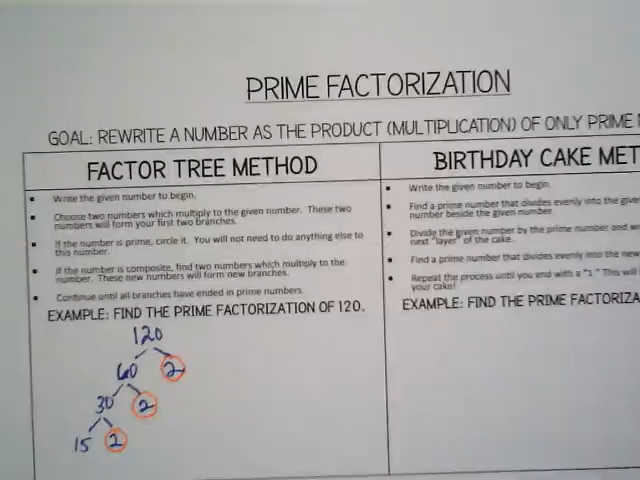 PRIME FACTORIZATION
GOAL: REWRITE A NUMBER AS THE PRODUCT (MULTIPLICATION) OF ONLY PRIME
FACTOR TREE METHOD
Write the given number to begin.
Choose two numbers which multiply to the given number. These two
numbers will form your first two branches.
If the number is prime, circle it. You will not need to do anything else to
this number.
If the number is composite, find two numbers which multiply to the
number. These new numbers will form new branches.
Continue until all branches have ended in prime numbers.
EXAMPLE: FIND THE PRIME FACTORIZATION OF 120.
120
60 2
30 2
15 2
BIRTHDAY CAKE MET
Write the given number to begin.
Find a prime number that divides evenly into the give
number beside the given number.
Divide the given number by the prime number and w
next "layer" of the cake.
Find a prime number that divides evenly into the new
Repeat the process until you end with a "1." This will
your cake!
EXAMPLE: FIND THE PRIME FACTORIZA